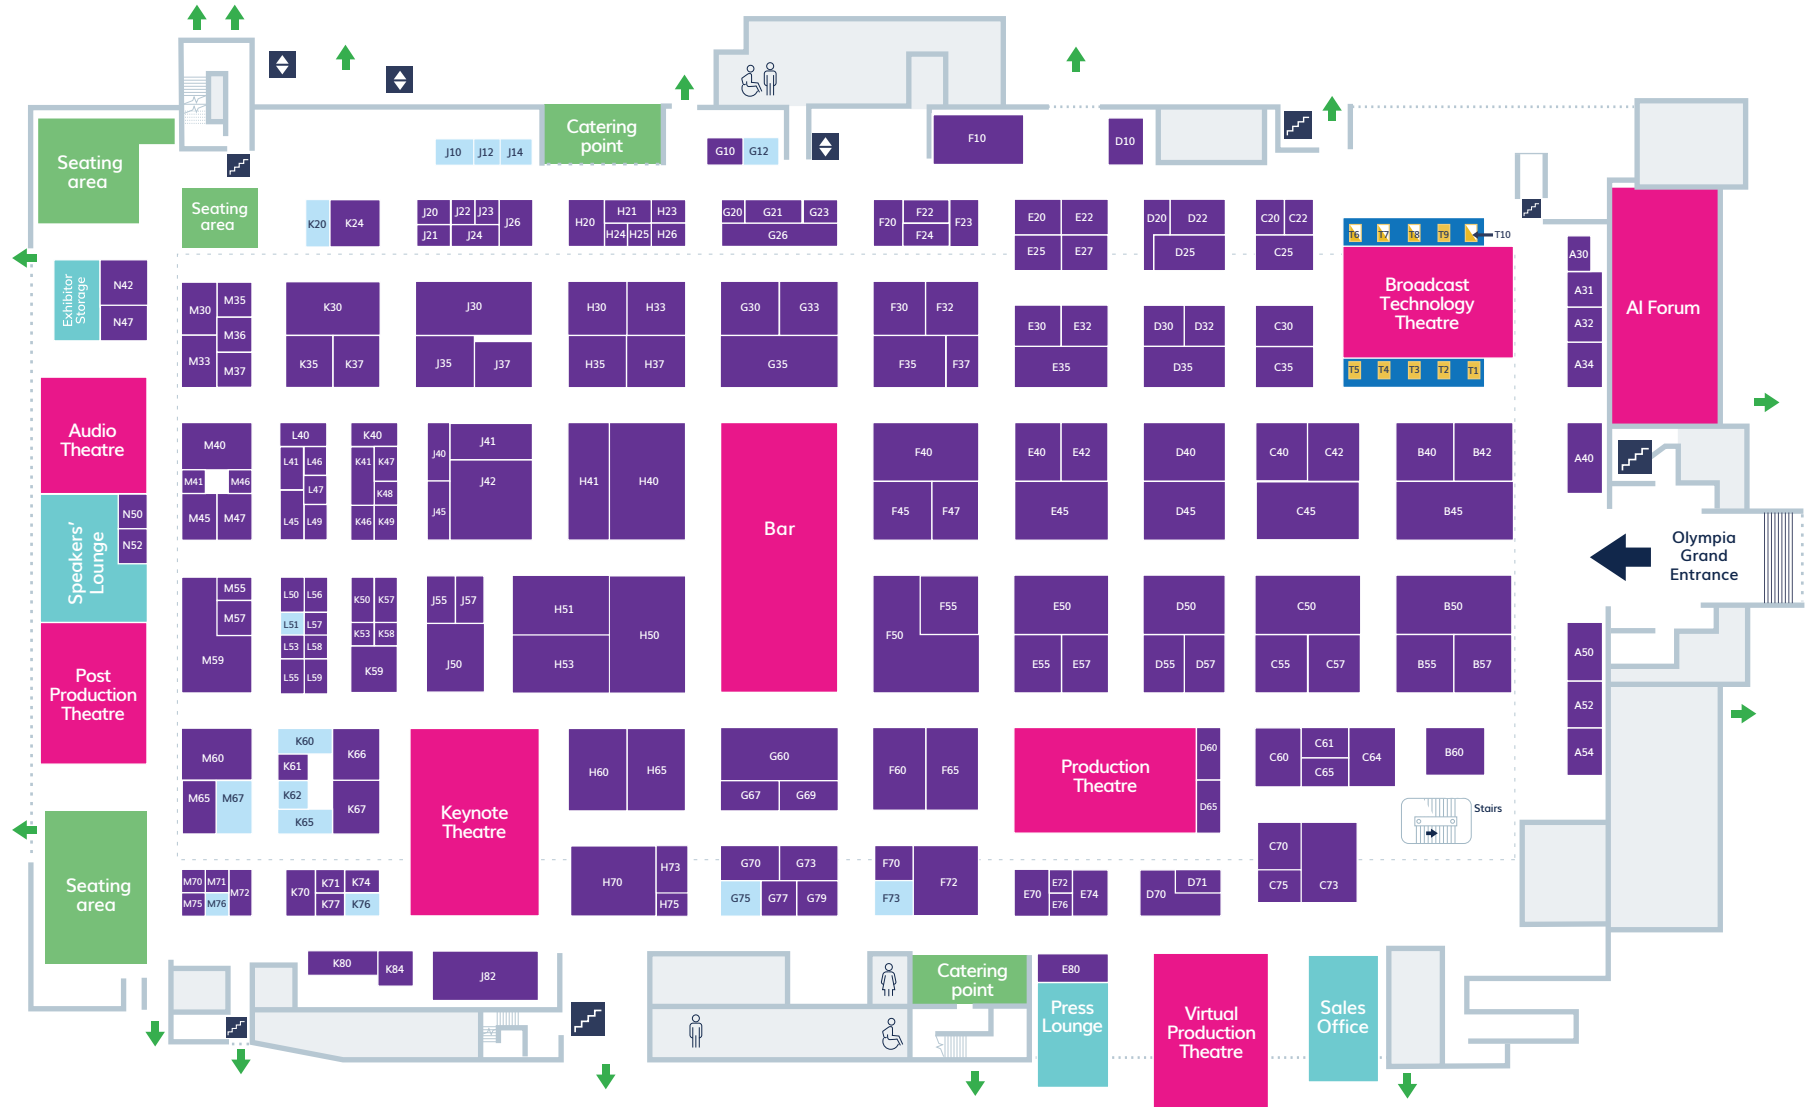 Catering
point
Seating
area
J10
J12
J14
G10
G12
F10
D10
Seating
area
K20
K24
J20
J22
J23
J26
J21
J24
H20
H21
H23
H24
H25
H26
G20
G21
G23
G26
F20
F22
F23
F24
E20
E22
E25
E27
D20
D22
D25
C20
C22
C25
T6
T7
T8
T9
T10
Broadcast
Technology
Theatre
T5
T4
T3
T2
T1
A30
A31
A32
A34
AI Forum
Exhibitor
Storage
N42
N47
M30
M35
M36
M33
M37
K30
K35
K37
J30
J35
J37
H30
H33
H35
H37
G30
G33
G35
F30
F32
F35
F37
E30
E32
E35
D30
D32
D35
C30
C35
Audio
Theatre
M40
M41
M46
M45
M47
L40
L41
L46
L47
L45
L49
K40
K41
K47
K48
K46
K49
J40
J41
J42
J45
H41
H40
Bar
F40
F45
F47
E40
E42
E45
D40
D45
C40
C42
C45
B40
B42
B45
A40
Speakers’
Lounge
N50
N52
Olympia
Grand
Entrance
M55
M57
M59
L50
L56
L51
L57
L53
L58
L55
L59
K50
K57
K53
K58
K59
J55
J57
J50
H51
H53
H50
F50
F55
E50
E55
E57
D50
D55
D57
C50
C55
C57
B50
B55
B57
A50
A52
A54
Post
Production
Theatre
M60
M65
M67
K60
K61
K62
K65
K66
K67
Keynote
Theatre
H60
H65
G60
G67
G69
F60
F65
Production
Theatre
D60
D65
C60
C61
C65
C64
B60
Stairs
Seating
area
M70
M71
M72
M75
M76
K70
K71
K74
K77
K76
H70
H73
H75
G70
G73
G75
G77
G79
F70
F73
F72
E70
E72
E76
E74
D70
D71
C70
C75
C73
K80
K84
J82
Catering
point
E80
Press
Lounge
Virtual
Production
Theatre
Sales
Office